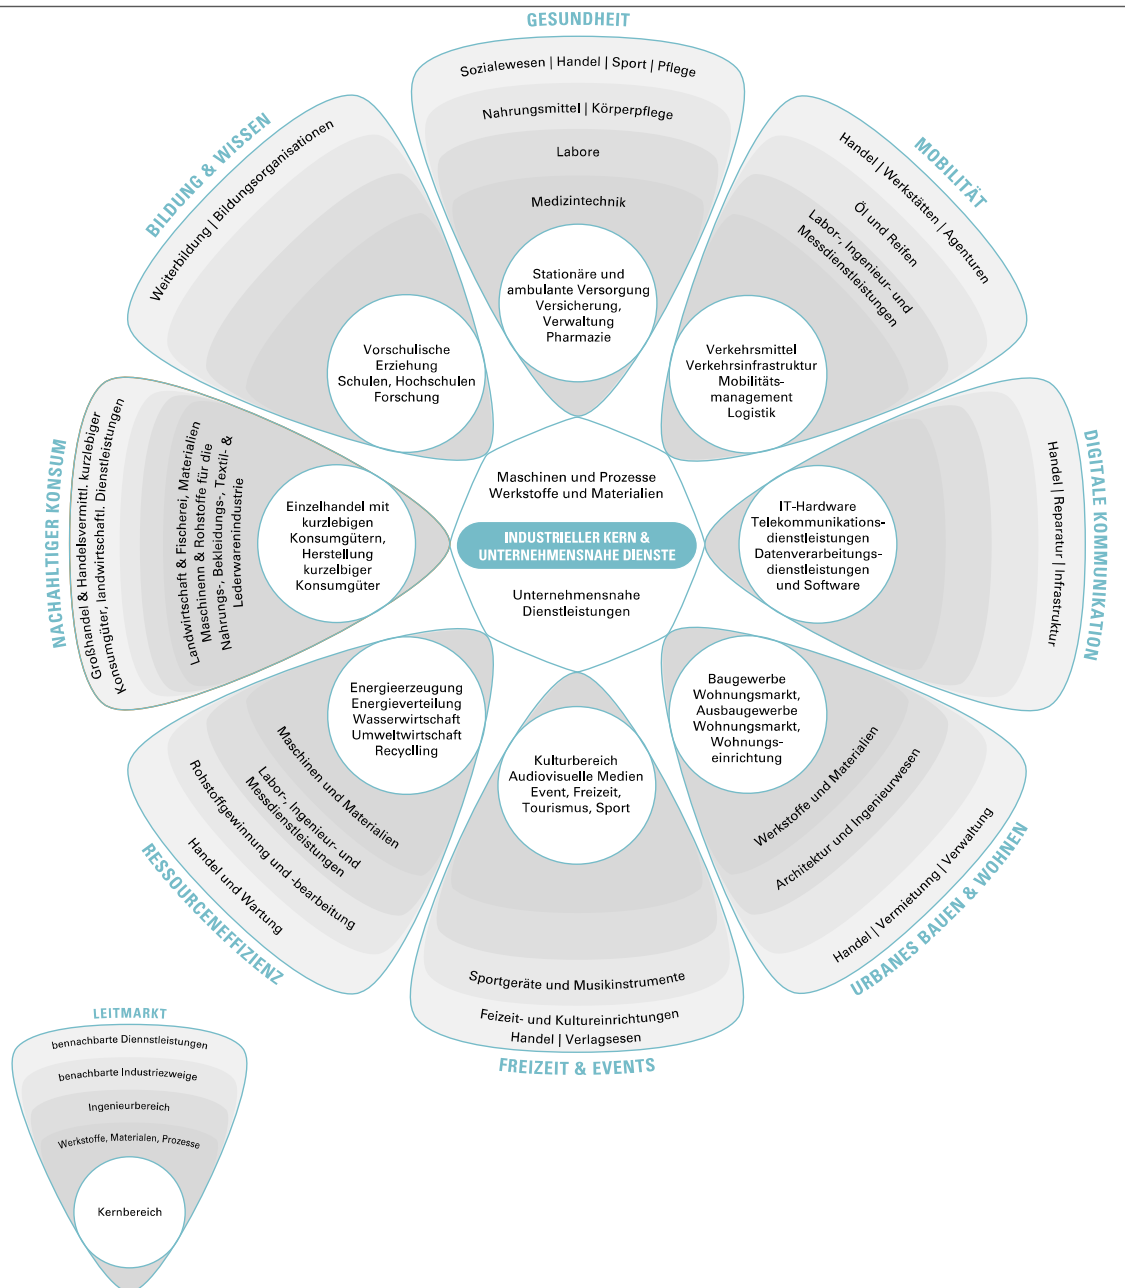 GESUNDHEIT
Sozialewesen | Handel | Sport | Pflege
Nahrungsmittel | Körperpflege
Labore
Medizintechnik
Stationäre und
ambulante Versorgung
Versicherung,
Verwaltung
Pharmazie
MOBILITÄT
Handel | Werkstätten | Agenturen
Öl und Reifen
Labor-, Ingenieur- und
Messdienstleistungen
Verkehrsmittel
Verkehrsinfrastruktur
Mobilitäts-
management
Logistik
DIGITALE KOMMUNIKATION
Handel | Reparatur | Infrastruktur
IT-Hardware
Telekommunikations-
dienstleistungen
Datenverarbeitungs-
dienstleistungen
und Software
URBANES BAUEN & WOHNEN
Handel | Vermietunng | Verwaltung
Architektur und Ingenieurwesen
Werkstoffe und Materialien
Baugewerbe
Wohnungsmarkt,
Ausbaugewerbe
Wohnungsmarkt,
Wohnungs-
einrichtung
Kulturbereich
Audiovisuelle Medien
Event, Freizeit,
Tourismus, Sport
Sportgeräte und Musikinstrumente
Feizeit- und Kultureinrichtungen
Handel | Verlagsesen
FREIZEIT & EVENTS
RESSOURCENEFFIZIENZ
Handel und Wartung
Rohstoffgewinnung und -bearbeitung
Labor-, Ingenieur- und
Messdienstleistungen
Maschinen und Materialien
Energieerzeugung
Energieverteilung
Wasserwirtschaft
Umweltwirtschaft
Recyclling
NACHAHLTIGER KONSUM
Großhandel & Handelsvermittl. kurzlebiger
Konsumgüter, landwirtschaftl. Dienstleistungen
Landwirtschaft & Fischerei, Materialien
Maschinenn & Rohstoffe für die
Nahrungs-, Bekleidungs-, Textil- &
Lederwarenindustrie
Einzelhandel mit
kurzlebigen
Konsumgütern,
Herstellung
kurzelbiger
Konsumgüter
BILDUNG & WISSEN
Weiterbildung | Bildungsorganisationen
Vorschulische
Erziehung
Schulen, Hochschulen
Forschung
Maschinen und Prozesse
Werkstoffe und Materialien
INDUSTRIELLER KERN &
UNTERNEHMENSNAHE DIENSTE
Unternehmensnahe
Dienstleistungen
LEITMARKT
bennachbarte Diennstleistungen
benachbarte Industriezweige
Ingenieurbereich
Werkstoffe, Materialen, Prozesse
Kernbereich